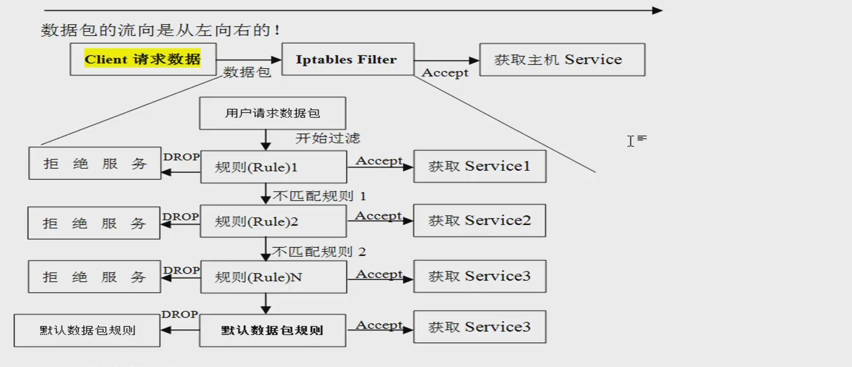 数据包的流向是从左向右的！
Client 请求数据
数据包
Iptables Filter
Accept
获取主机 Service
用户请求数据包
开始过滤
拒 绝 服 务
DROP
规则(Rule)1
Accept
获取 Service1
不匹配规则 1
拒 绝 服 务
DROP
规则(Rule)2
Accept
获取 Service2
不匹配规则 2
拒 绝 服 务
DROP
规则(Rule)N
Accept
获取 Service3
默认数据包规则
DROP
默认数据包规则
Accept
获取 Service3